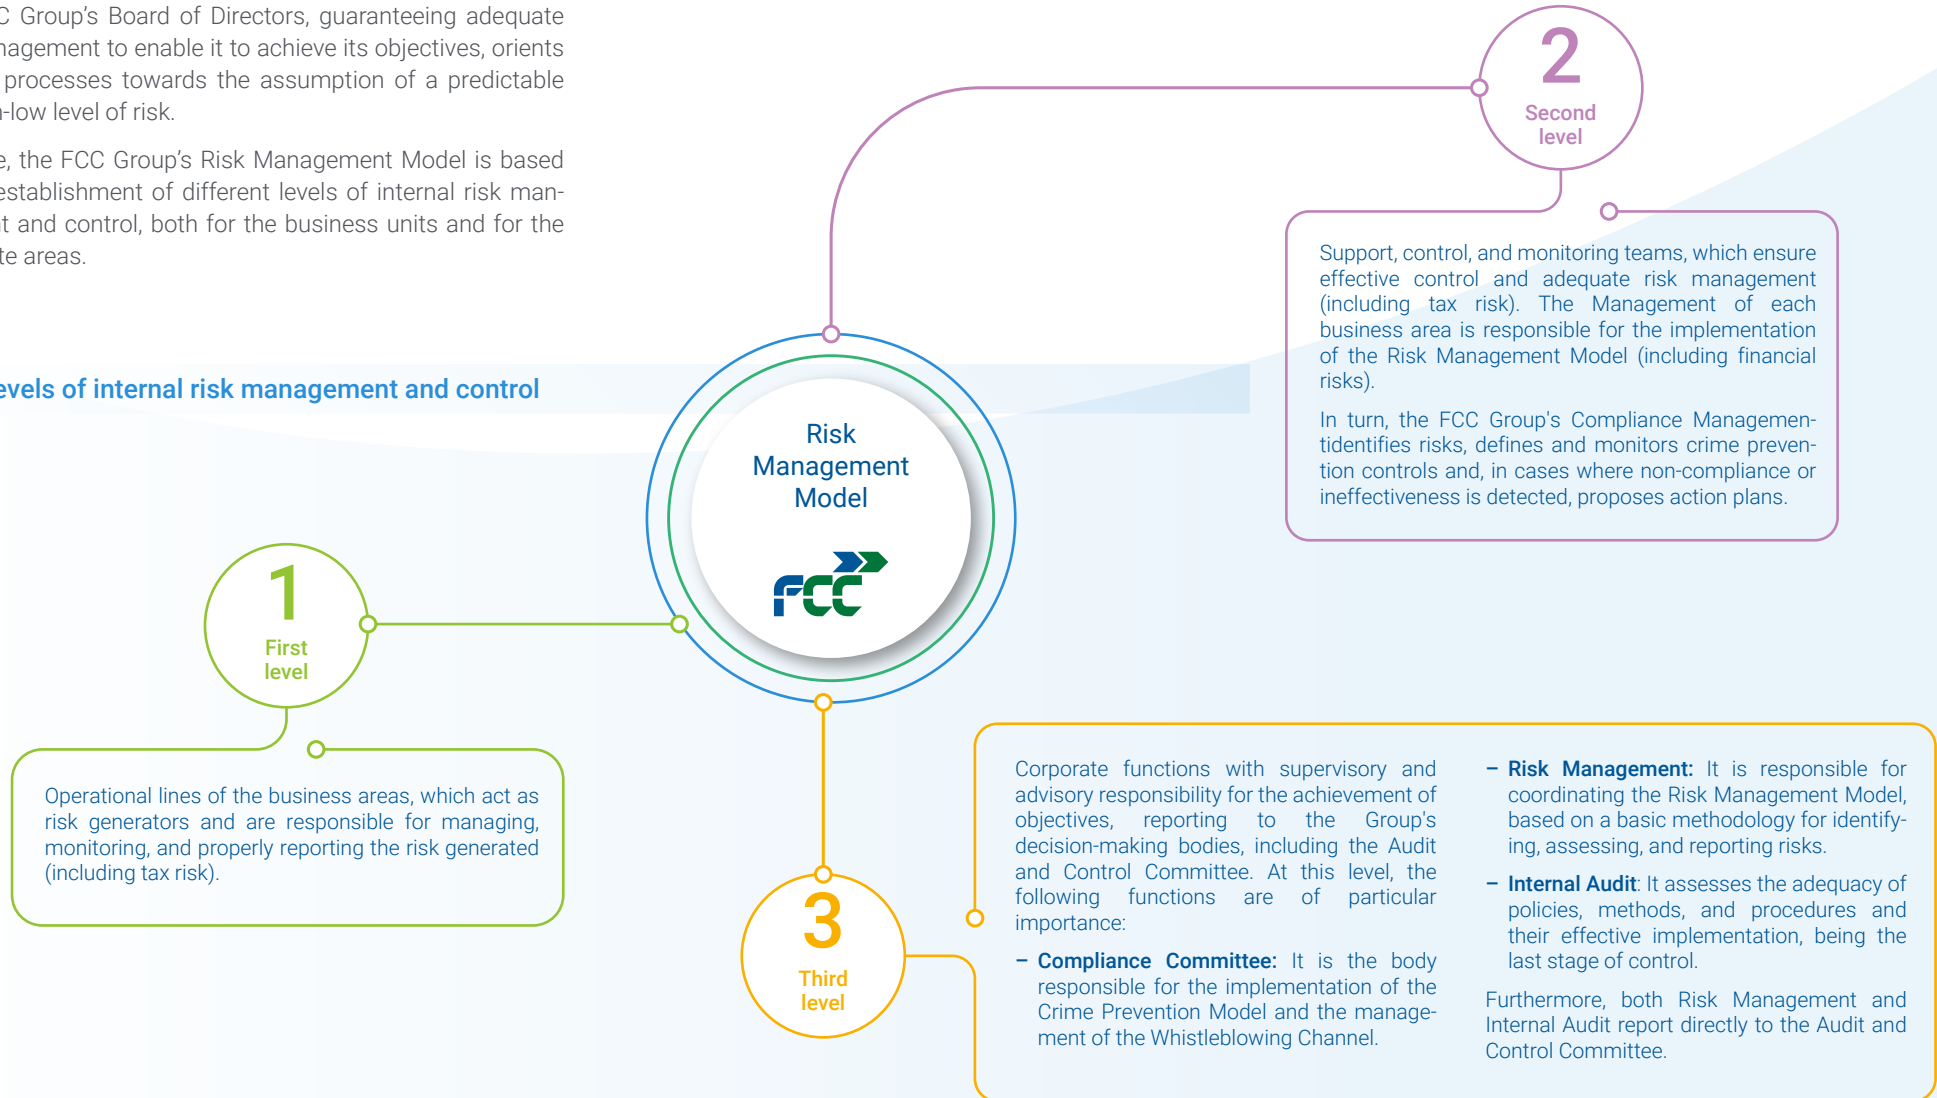 C Group's Board of Directors, guaranteeing adequate
nagement to enable it to achieve its objectives, orients
processes towards the assumption of a predictable
-low level of risk.
e, the FCC Group's Risk Management Model is based
establishment of different levels of internal risk man-
t and control, both for the business units and for the
te areas.
evels of internal risk management and control
Risk
Management
Model
FCC
1
First
level
Operational lines of the business areas, which act as
risk generators and are responsible for managing,
monitoring, and properly reporting the risk generated
(including tax risk).
2
Second
level
Support, control, and monitoring teams, which ensure
effective control and adequate risk management
(including tax risk). The Management of each
business area is responsible for the implementation
of the Risk Management Model (including financial
risks).
In turn, the FCC Group's Compliance Managemen-
tidentifies risks, defines and monitors crime preven-
tion controls and, in cases where non-compliance or
ineffectiveness is detected, proposes action plans.
3
Third
level
Corporate functions with supervisory and
advisory responsibility for the achievement of
objectives, reporting to the Group's
decision-making bodies, including the Audit
and Control Committee. At this level, the
following functions are of particular
importance:
– Compliance Committee: It is the body
responsible for the implementation of the
Crime Prevention Model and the manage-
ment of the Whistleblowing Channel.
– Risk Management: It is responsible for
coordinating the Risk Management Model,
based on a basic methodology for identify-
ing, assessing, and reporting risks.
– Internal Audit: It assesses the adequacy of
policies, methods, and procedures and
their effective implementation, being the
last stage of control.
Furthermore, both Risk Management and
Internal Audit report directly to the Audit and
Control Committee.